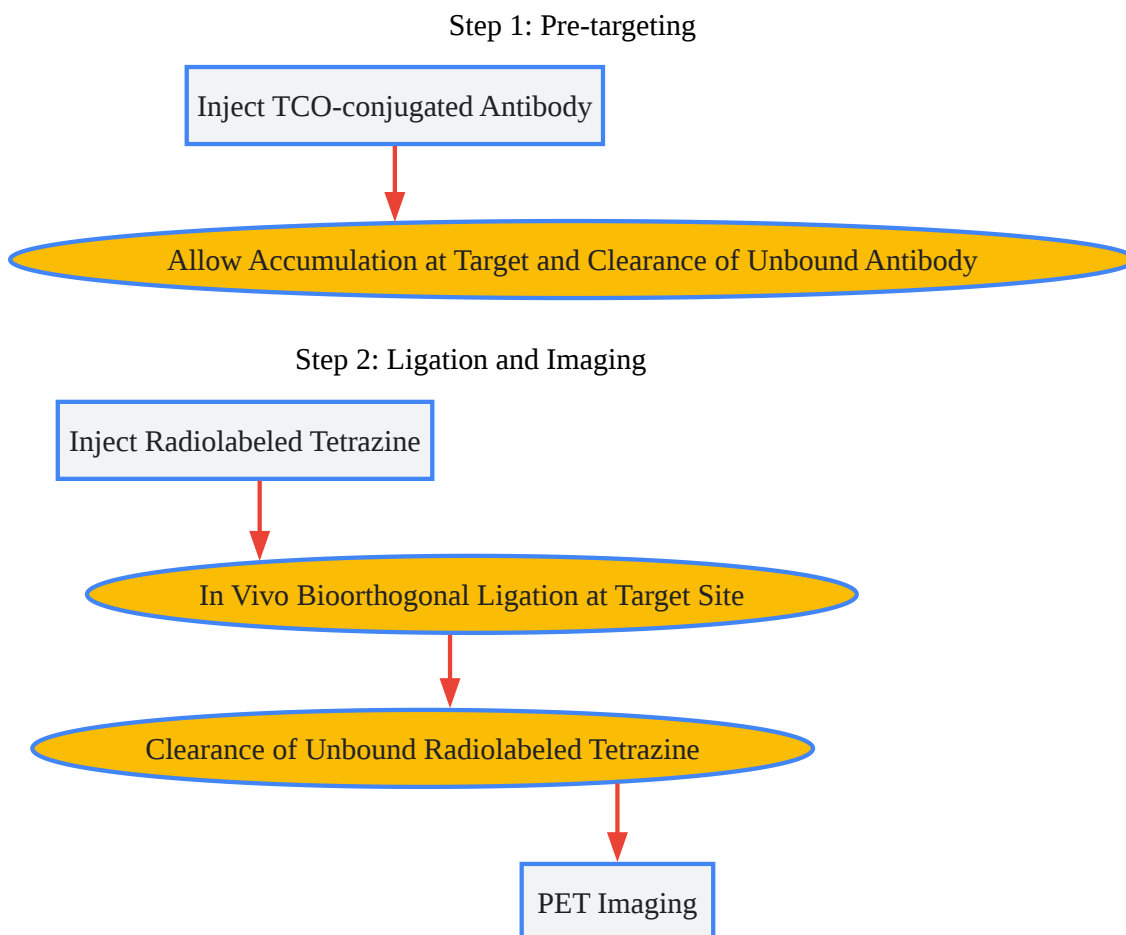 Step 1: Pre-targeting
Inject TCO-conjugated Antibody
Allow Accumulation at Target and Clearance of Unbound Antibody
Step 2: Ligation and Imaging
Inject Radiolabeled Tetrazine
In Vivo Bioorthogonal Ligation at Target Site
Clearance of Unbound Radiolabeled Tetrazine
PET Imaging